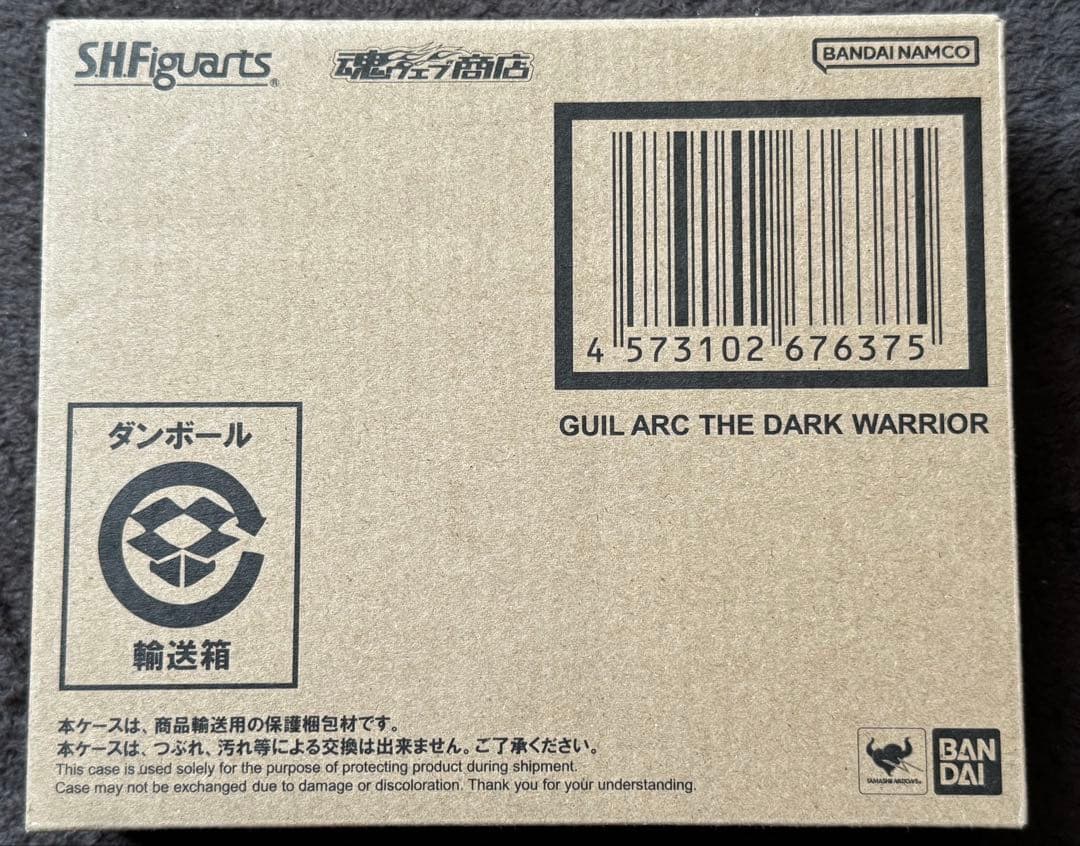 S.H.Figuarts®
魂ウェブ商店
BANDAI NAMCO
4 573102 676375
GUIL ARC THE DARK WARRIOR
ダンボール
輸送箱
本ケースは、商品輸送用の保護梱包材です。
本ケースは、つぶれ、汚れ等による交換は出来ません。ご了承ください。
This case is used solely for the purpose of protecting product during shipment.
Case may not be exchanged due to damage or discoloration. Thank you for your understanding.
TAMASHII NATIONS
BAN
DAI